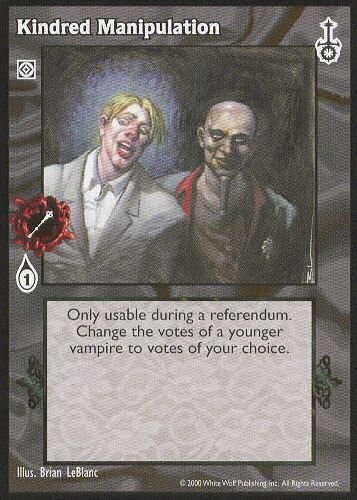 Kindred Manipulation
1
Only usable during a referendum.
Change the votes of a younger
vampire to votes of your choice.
Illus. Brian LeBlanc
© 2000 White Wolf Publishing, Inc. All Rights Reserved.